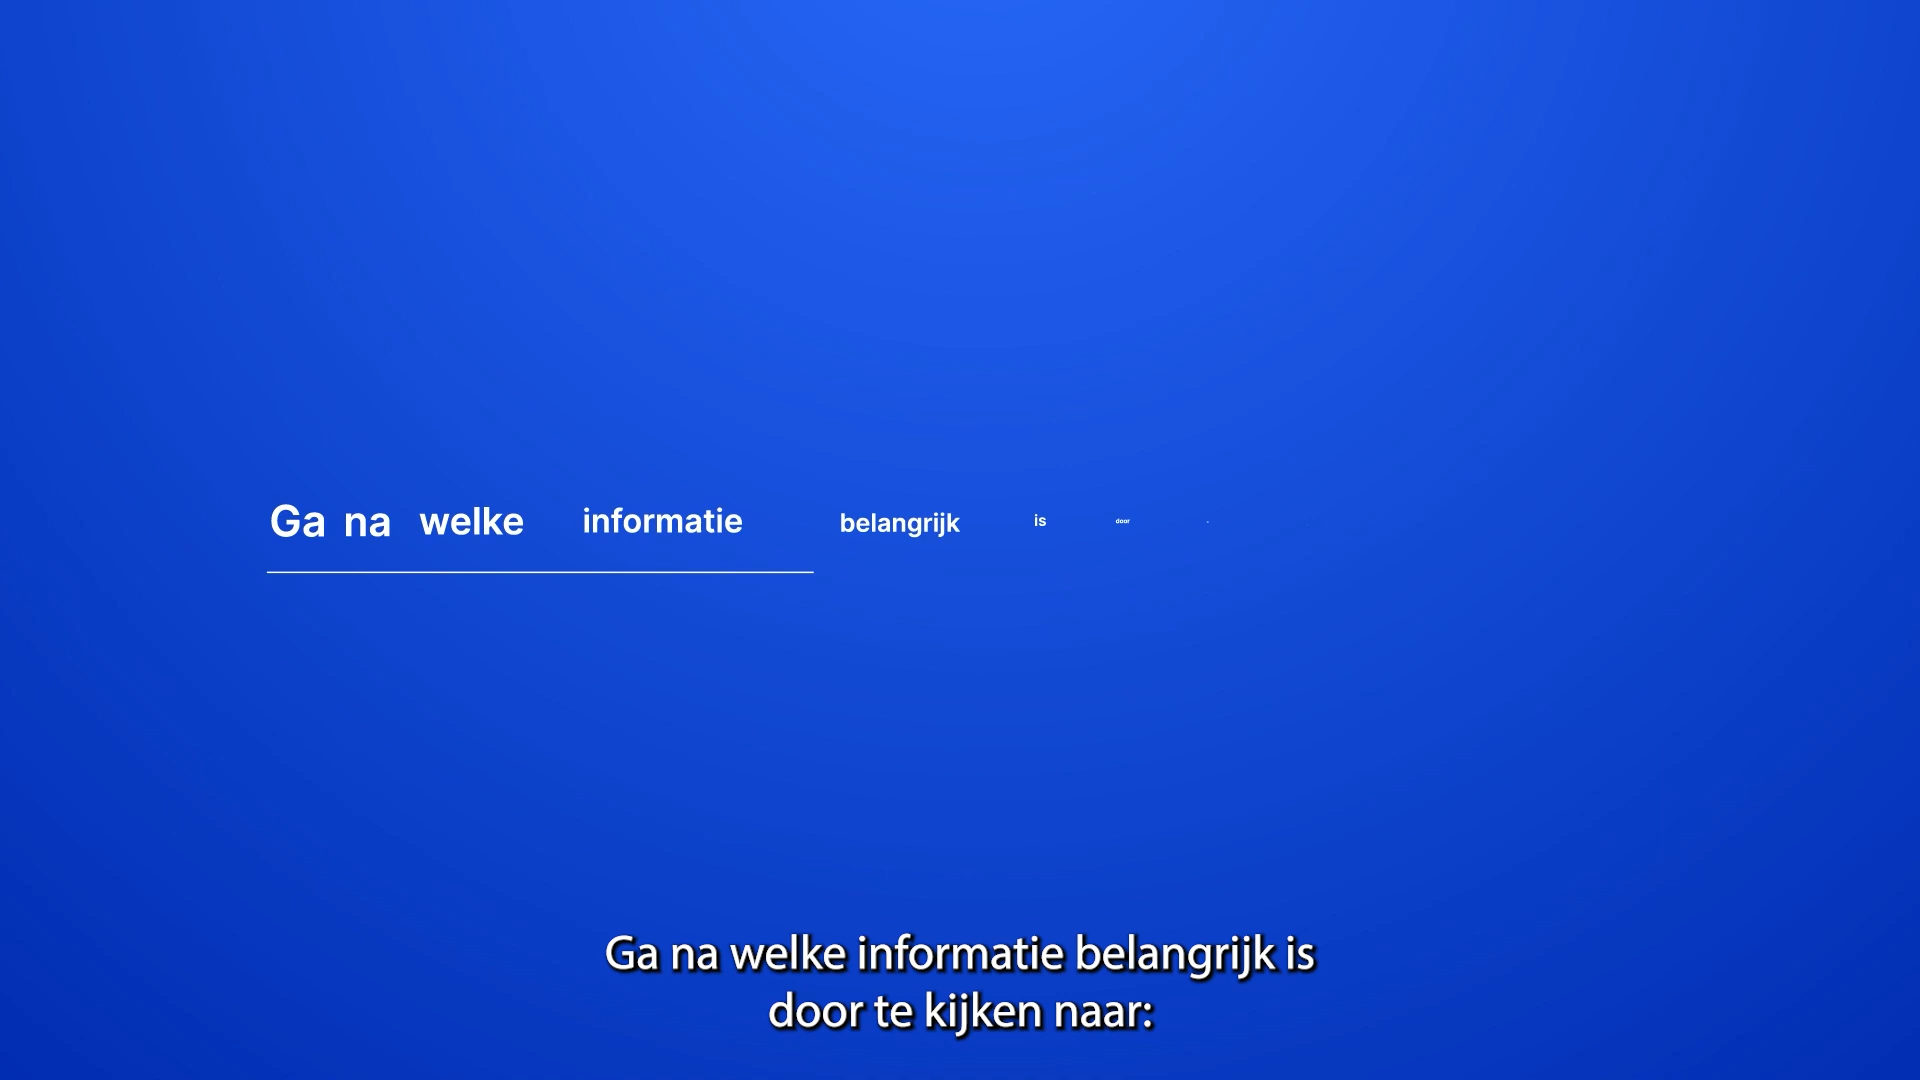 Ga na welke informatie belangrijk is door
Ga na welke informatie belangrijk is
door te kijken naar: